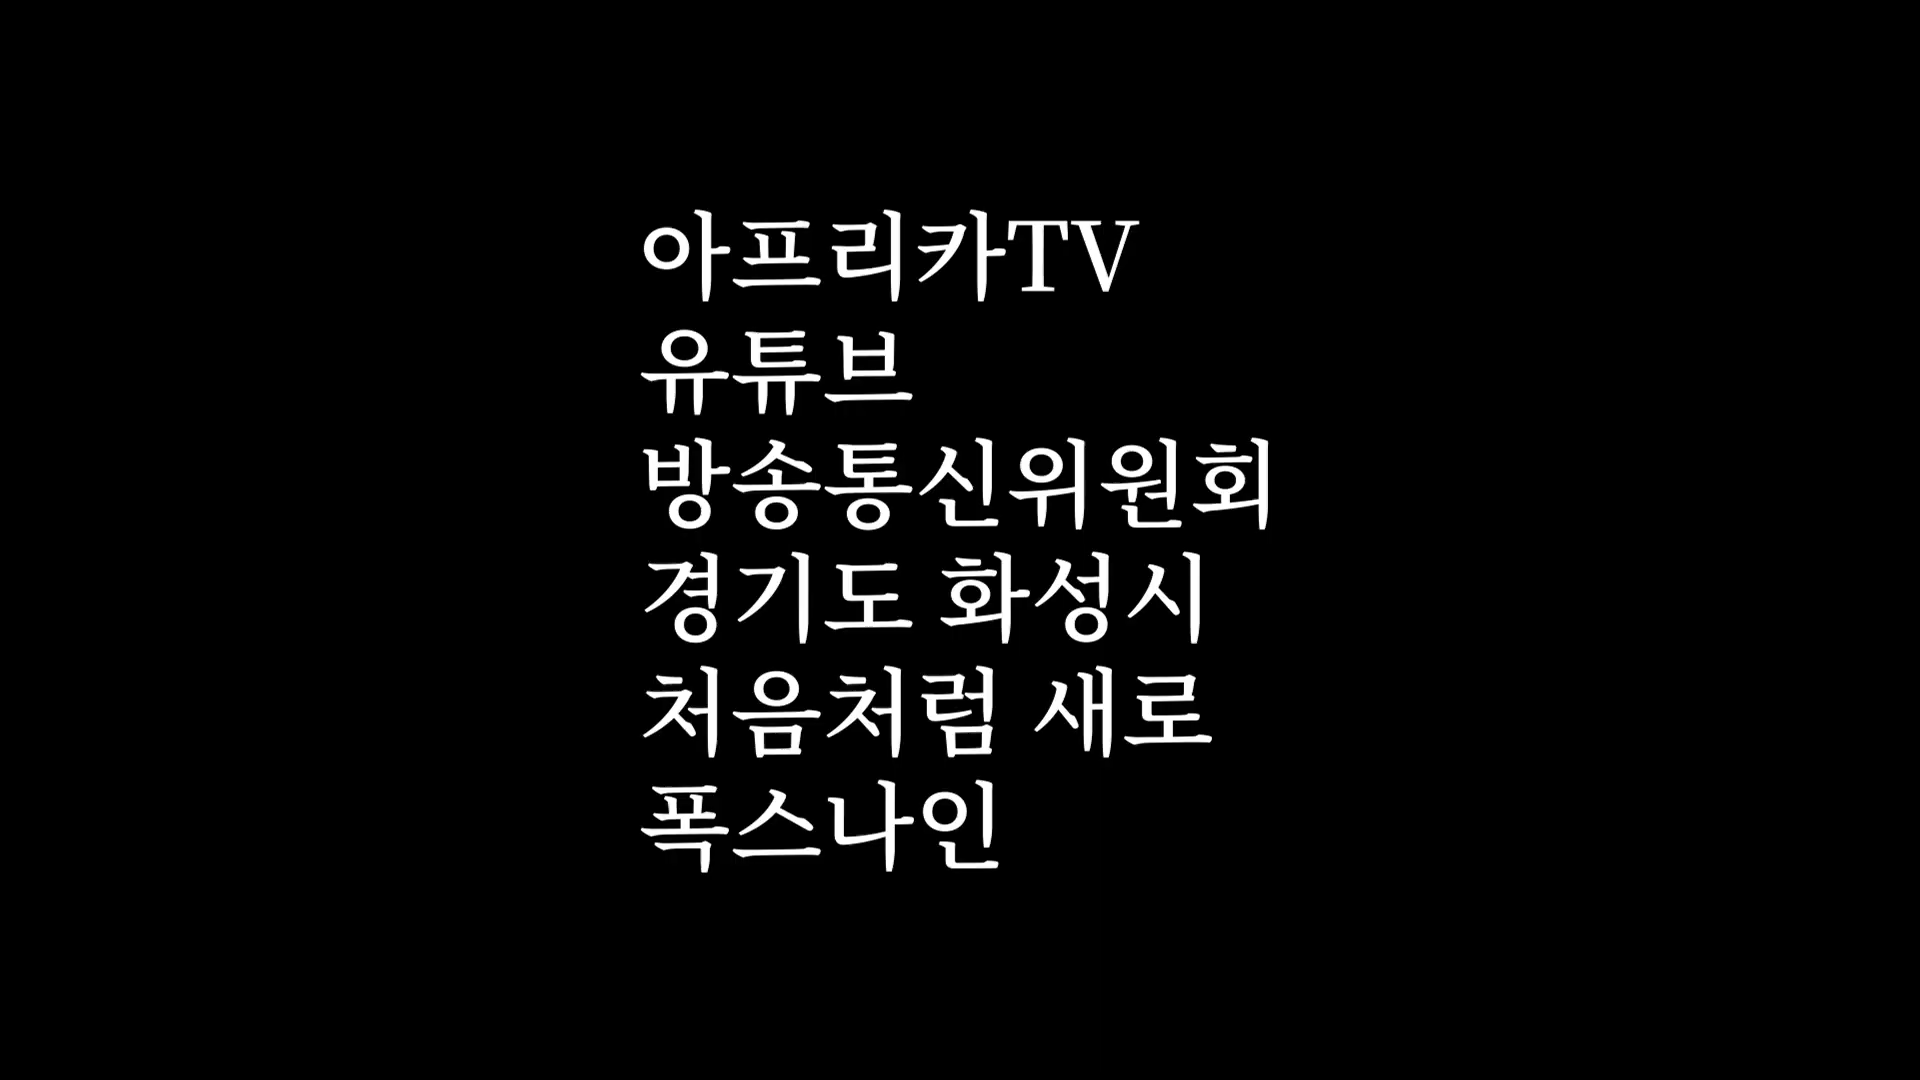 아프리카TV
유튜브
방송통신위원회
경기도 화성시
처음처럼 새로
폭스나인